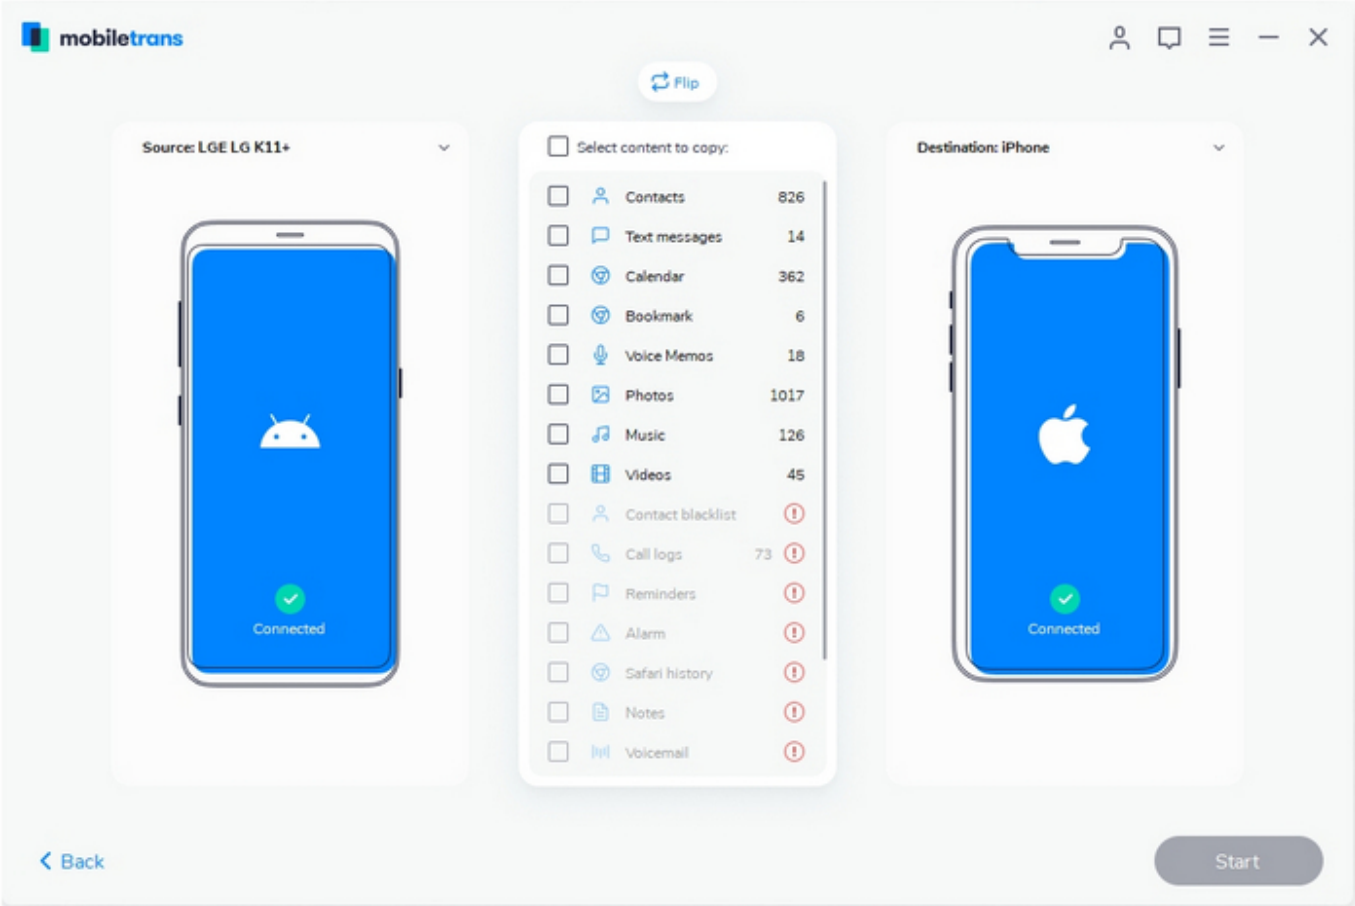 mobiletrans
Flip
Source: LGE LG K11+
Select content to copy:
Destination: iPhone
Contacts 826
Text messages 14
Calendar 362
Bookmark 6
Voice Memos 18
Photos 1017
Music 126
Videos 45
Contact blacklist
Call logs 73
Reminders
Alarm
Safari history
Notes
Voicemail
Connected
Connected
Back
Start